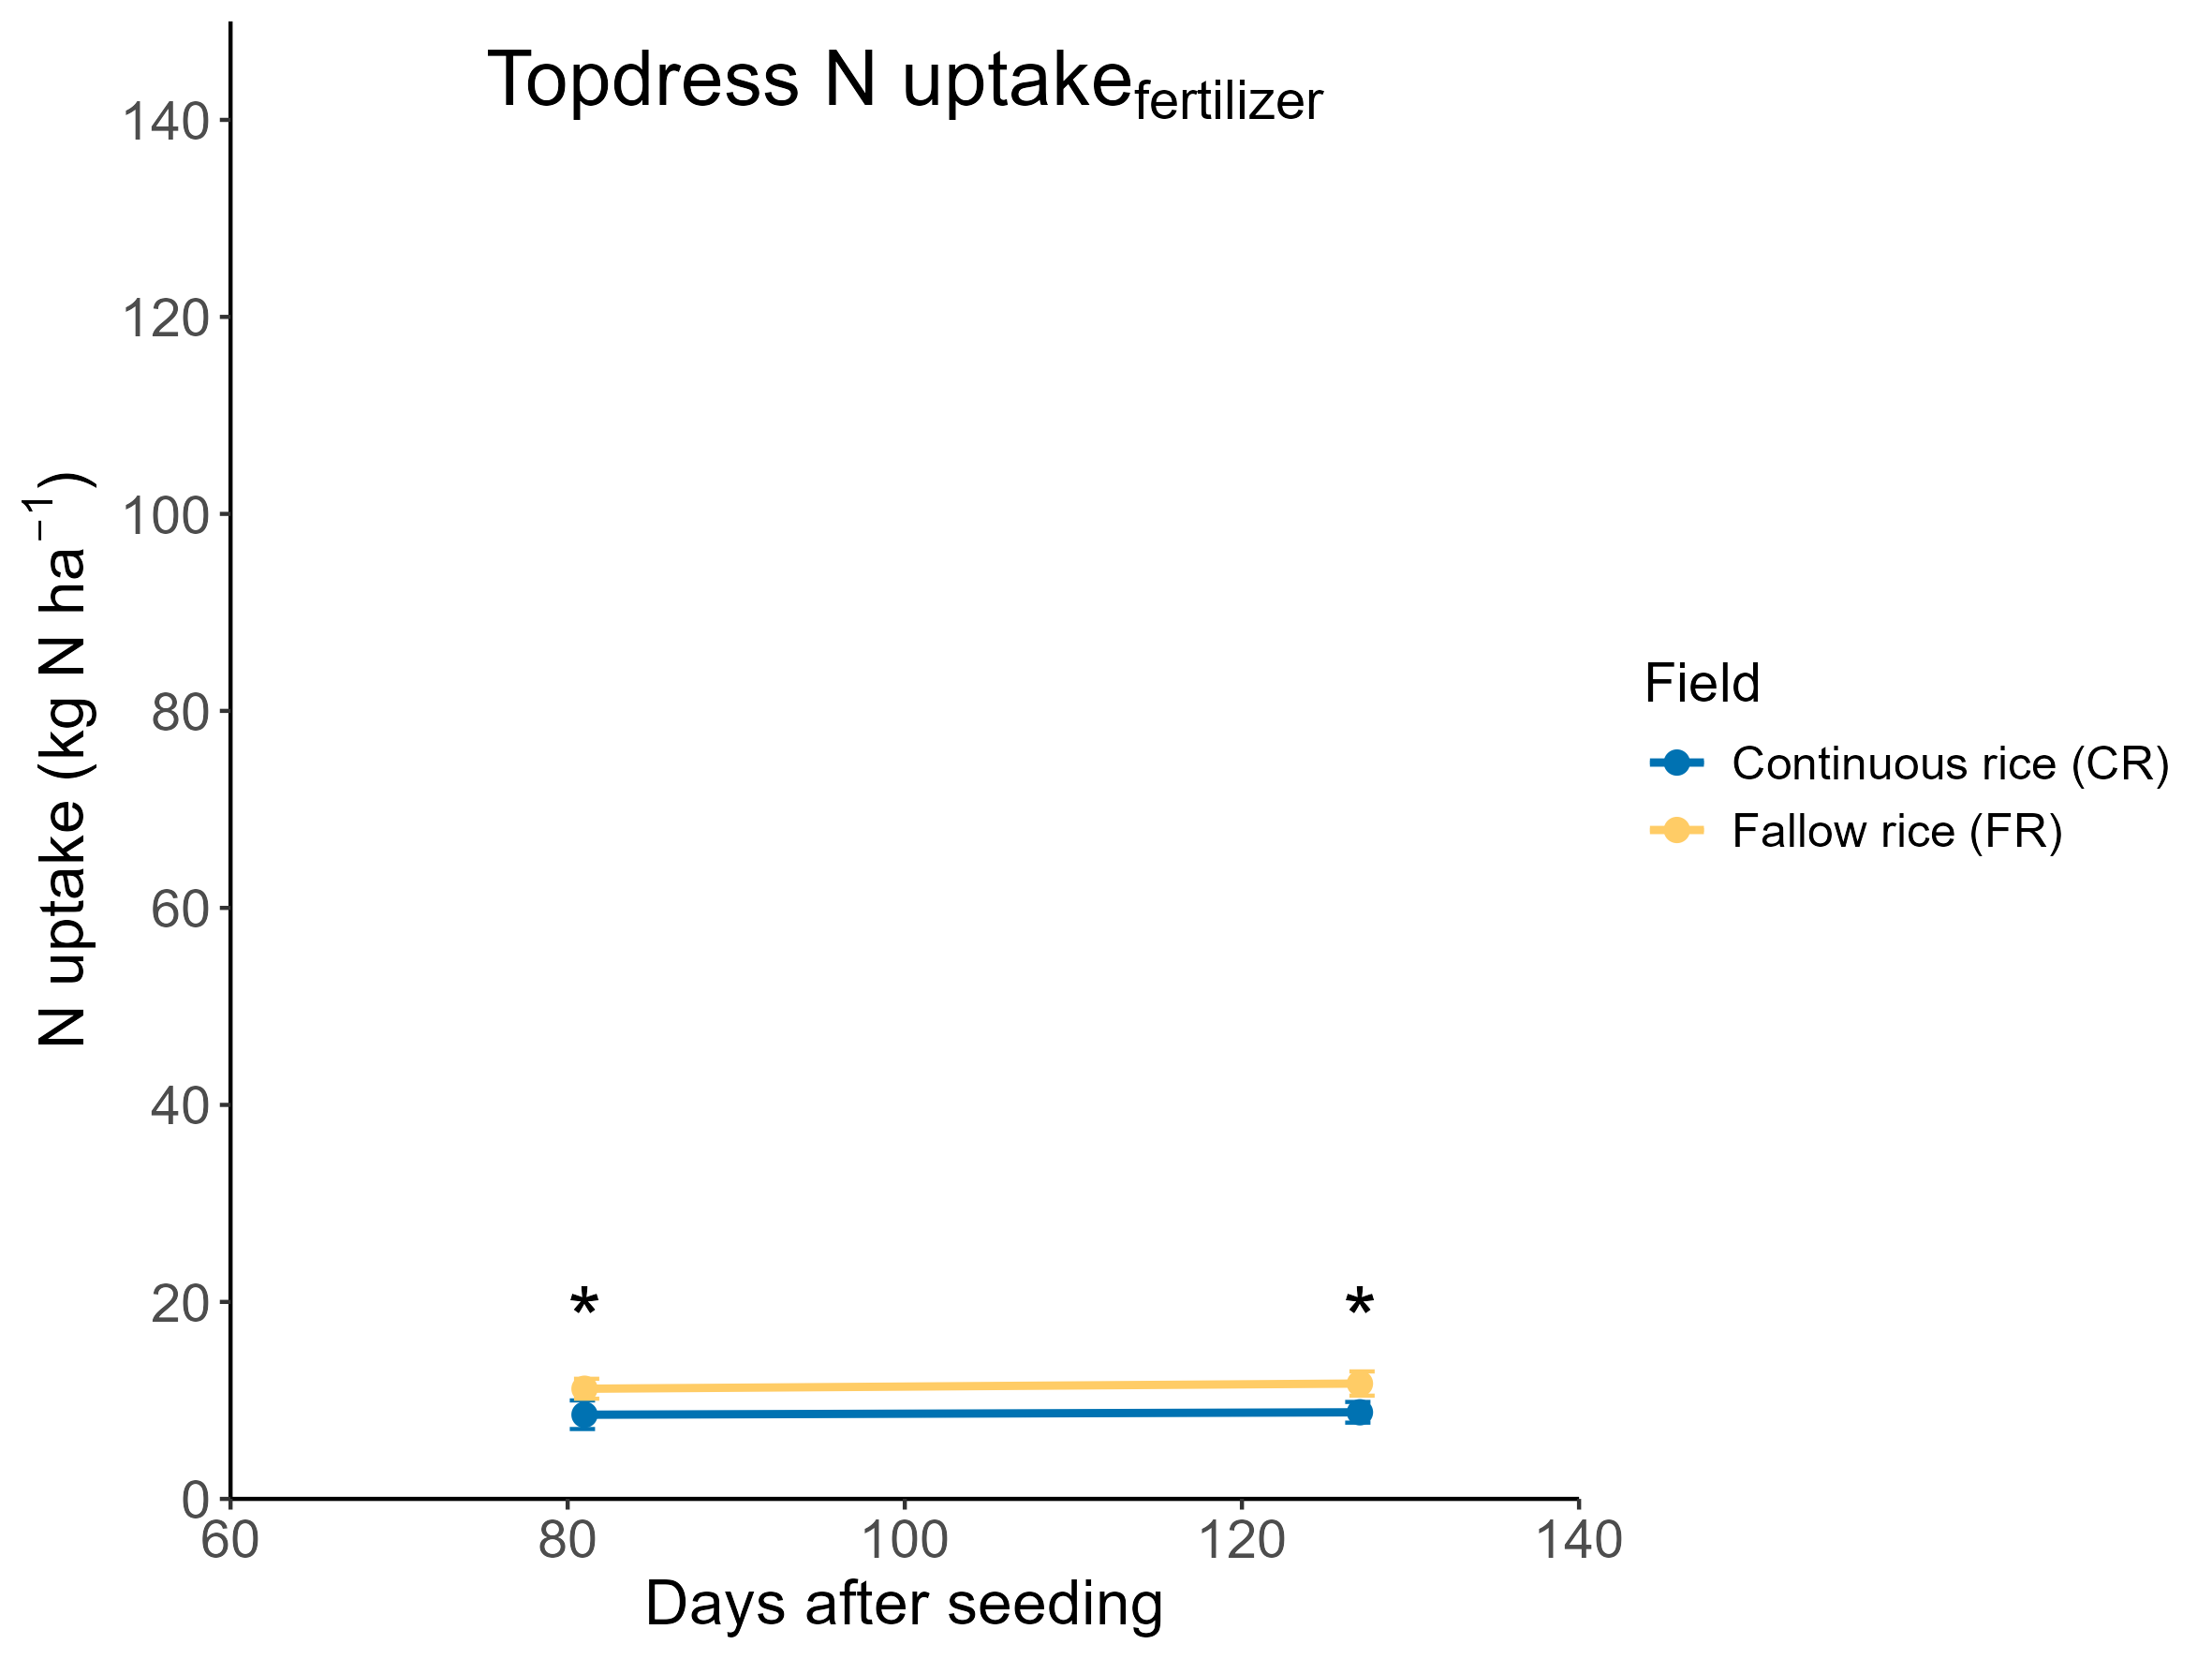 Topdress N uptakefertilizer
N uptake (kg N ha−1)
140
120
100
80
60
40
20
0
*
*
60 80 100 120 140
Days after seeding
Field
Continuous rice (CR)
Fallow rice (FR)